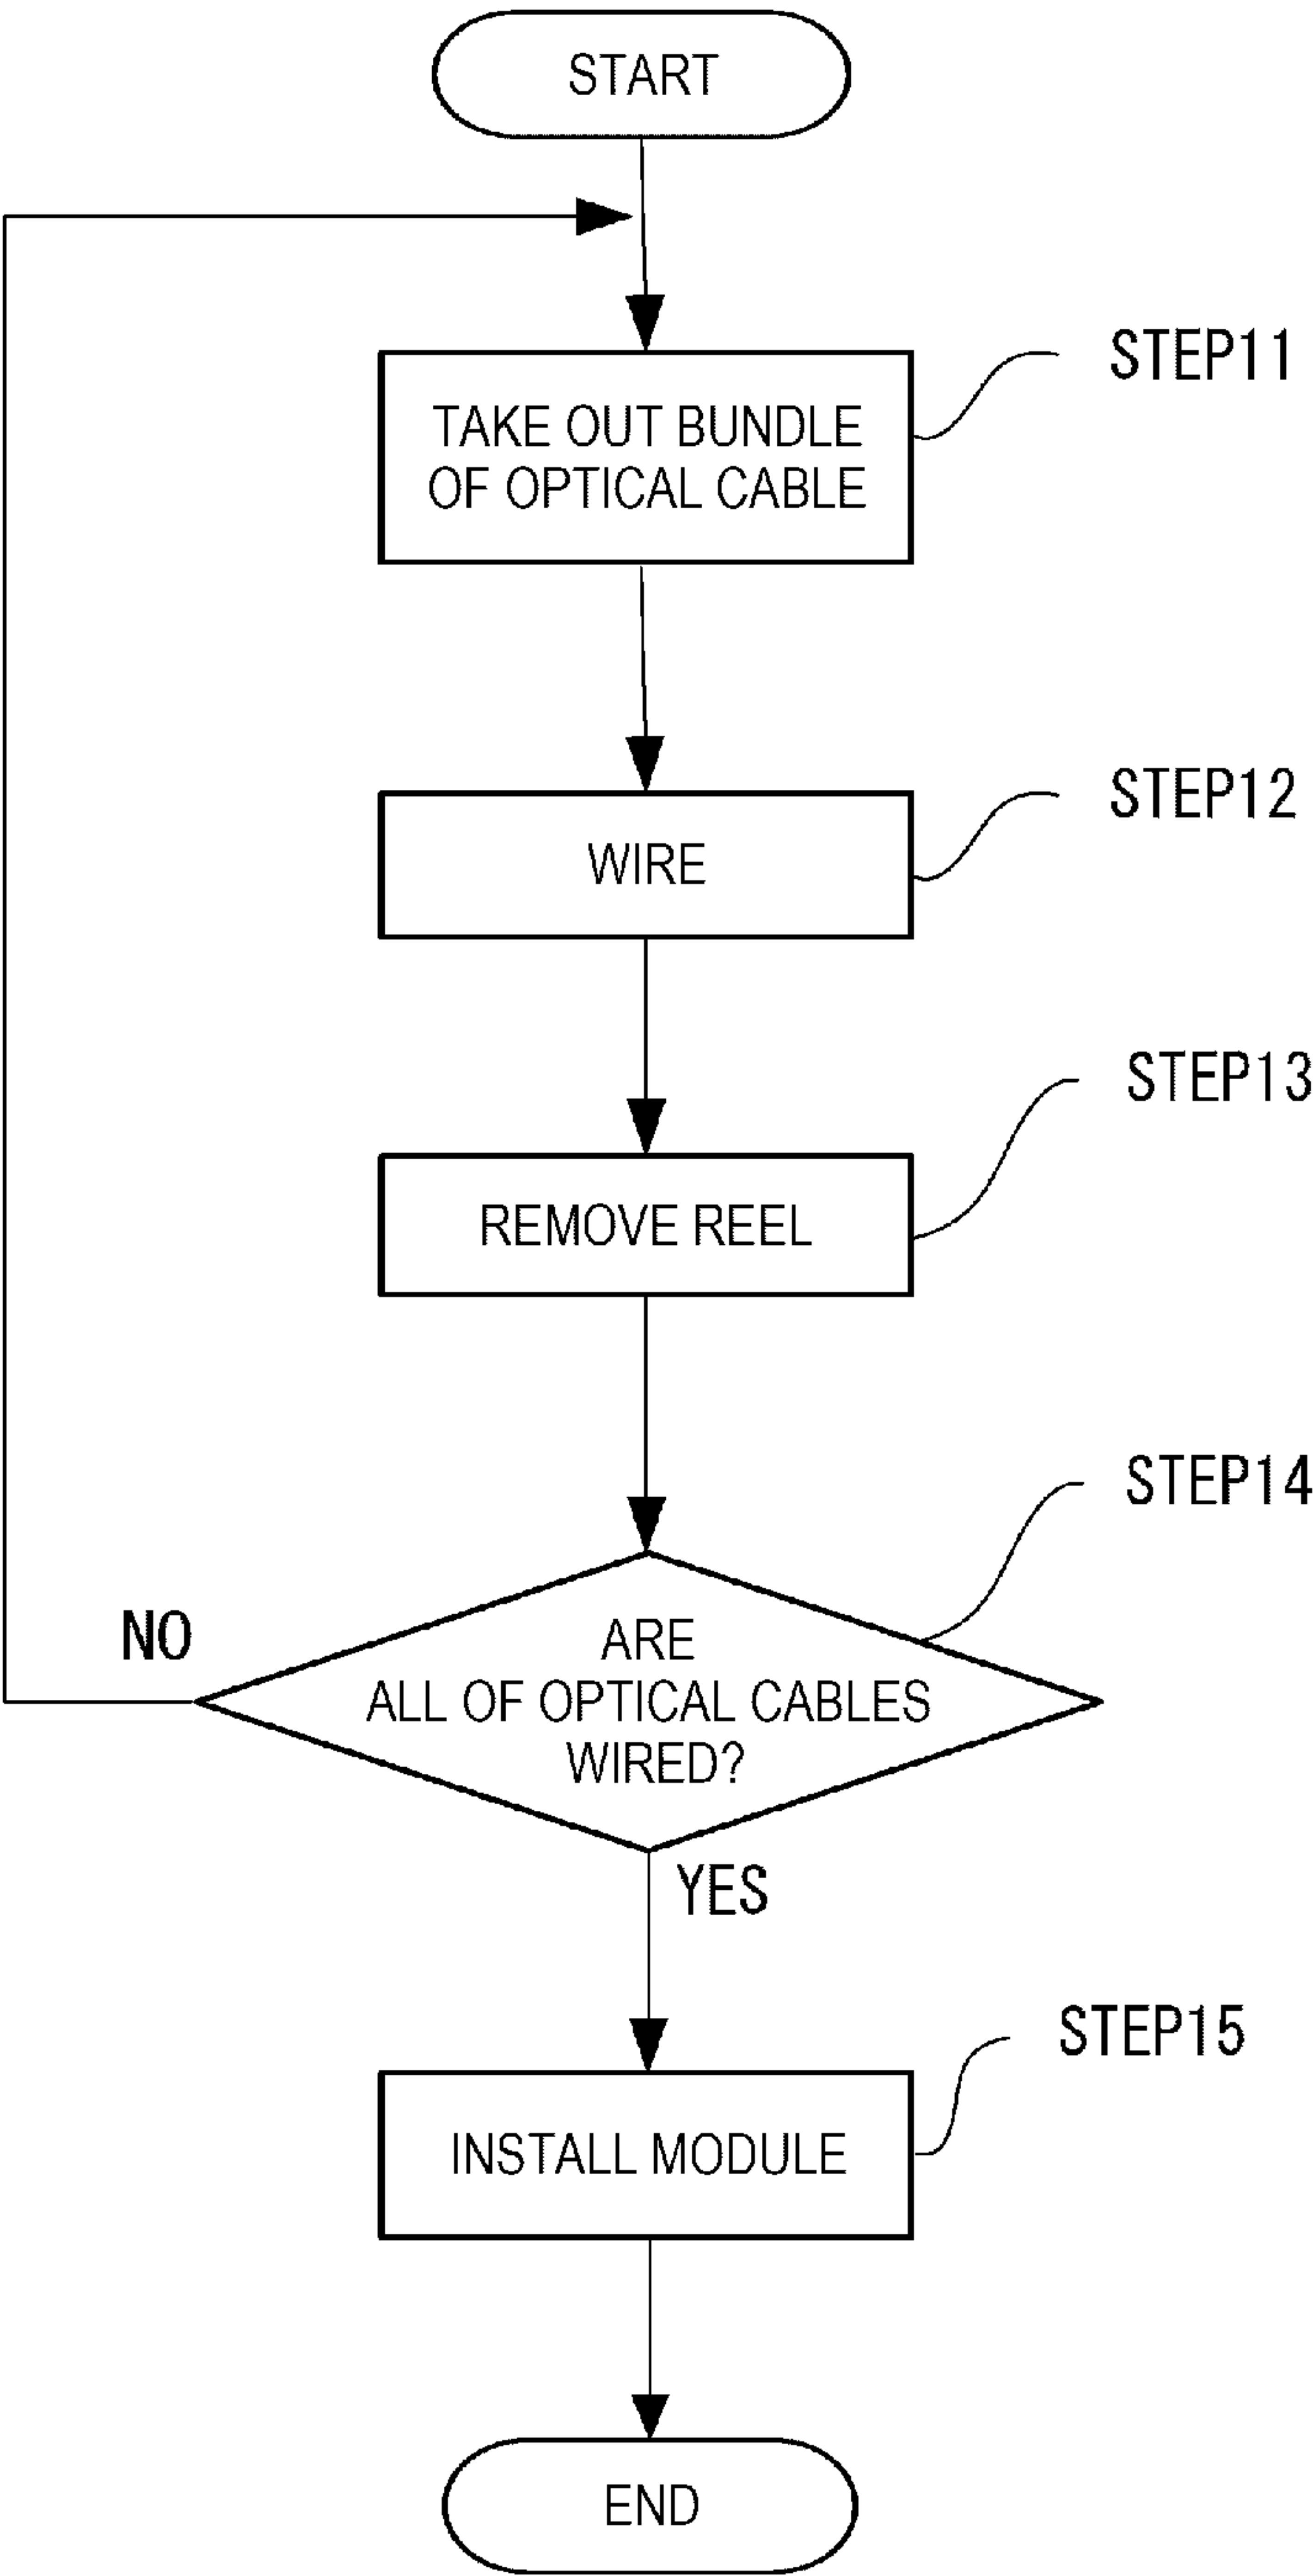 START
STEP11
TAKE OUT BUNDLE
OF OPTICAL CABLE
STEP12
WIRE
STEP13
REMOVE REEL
STEP14
NO
ARE
ALL OF OPTICAL CABLES
WIRED?
YES
STEP15
INSTALL MODULE
END